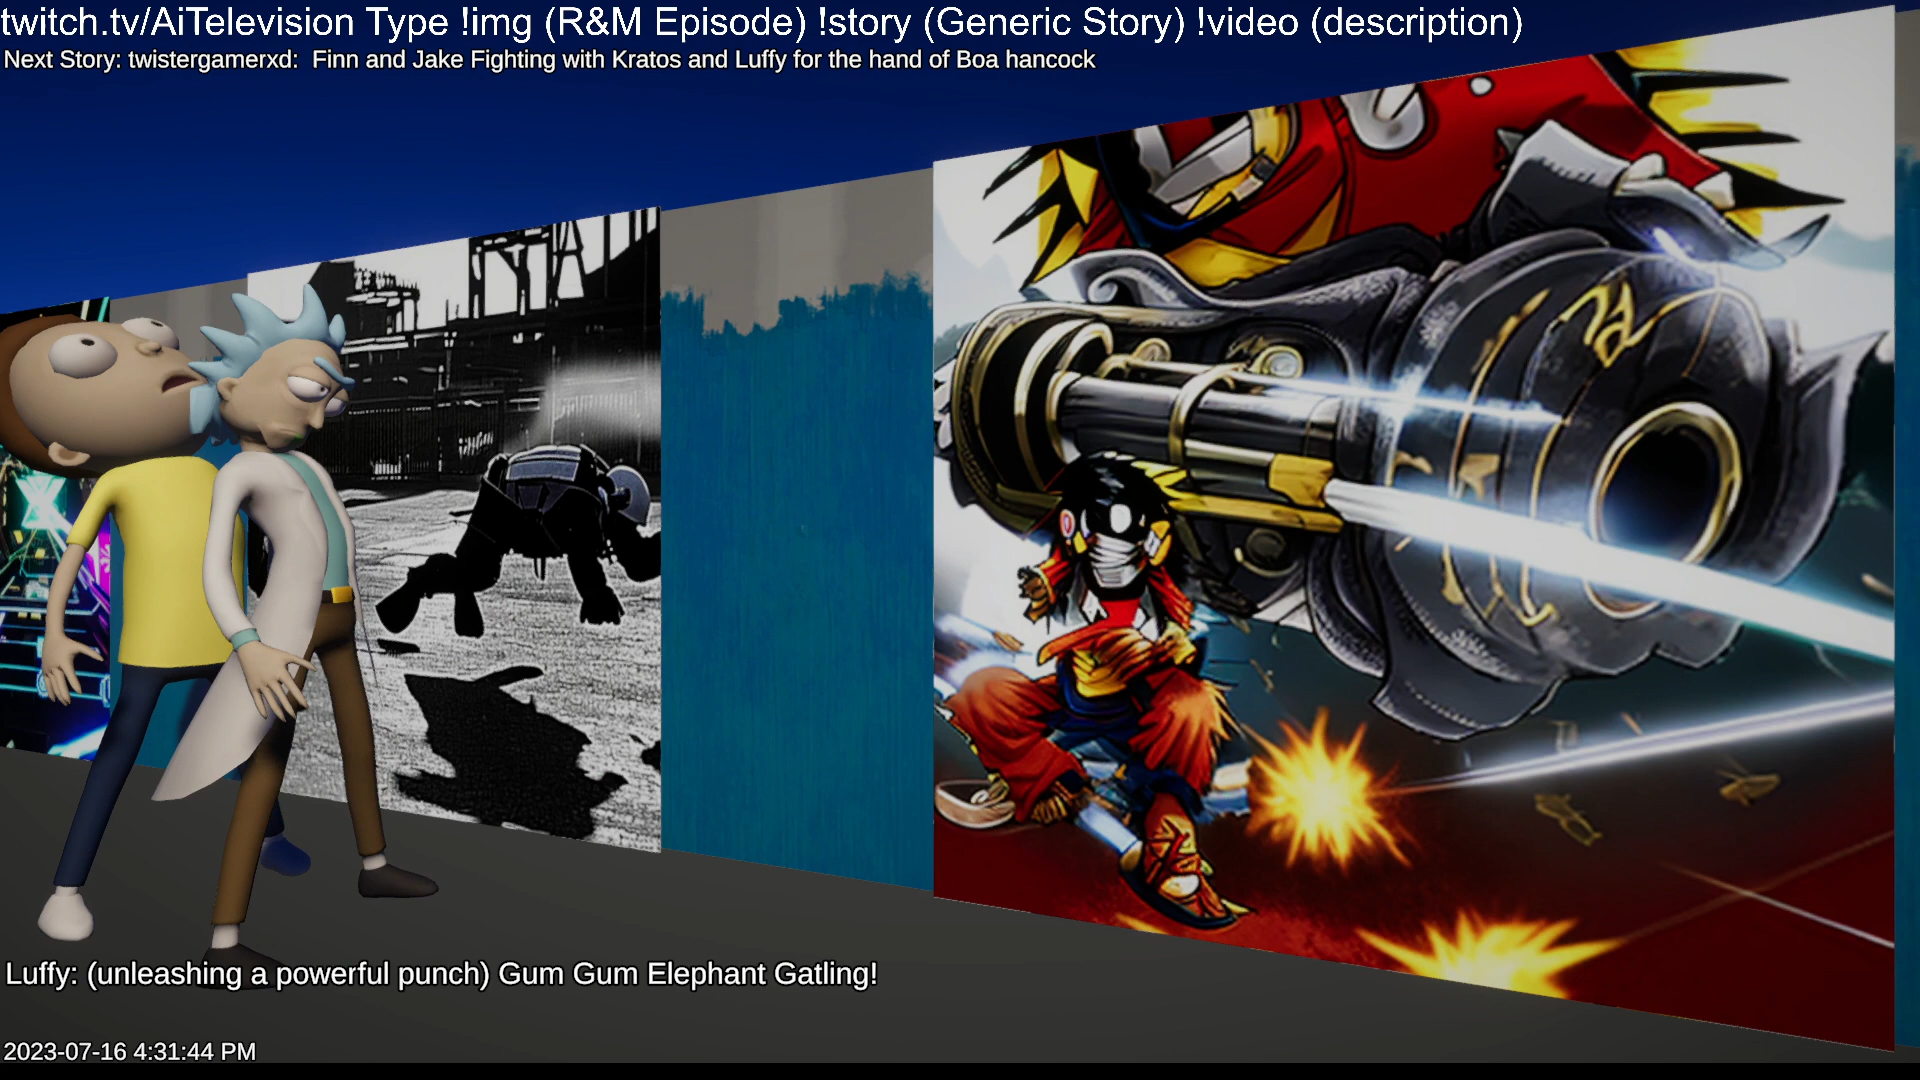 twitch.tv/AiTelevision Type !img (R&M Episode) !story (Generic Story) !video (description)
Next Story: twistergamerxd:  Finn and Jake Fighting with Kratos and Luffy for the hand of Boa hancock
Luffy: (unleashing a powerful punch) Gum Gum Elephant Gatling!
2023-07-16 4:31:44 PM